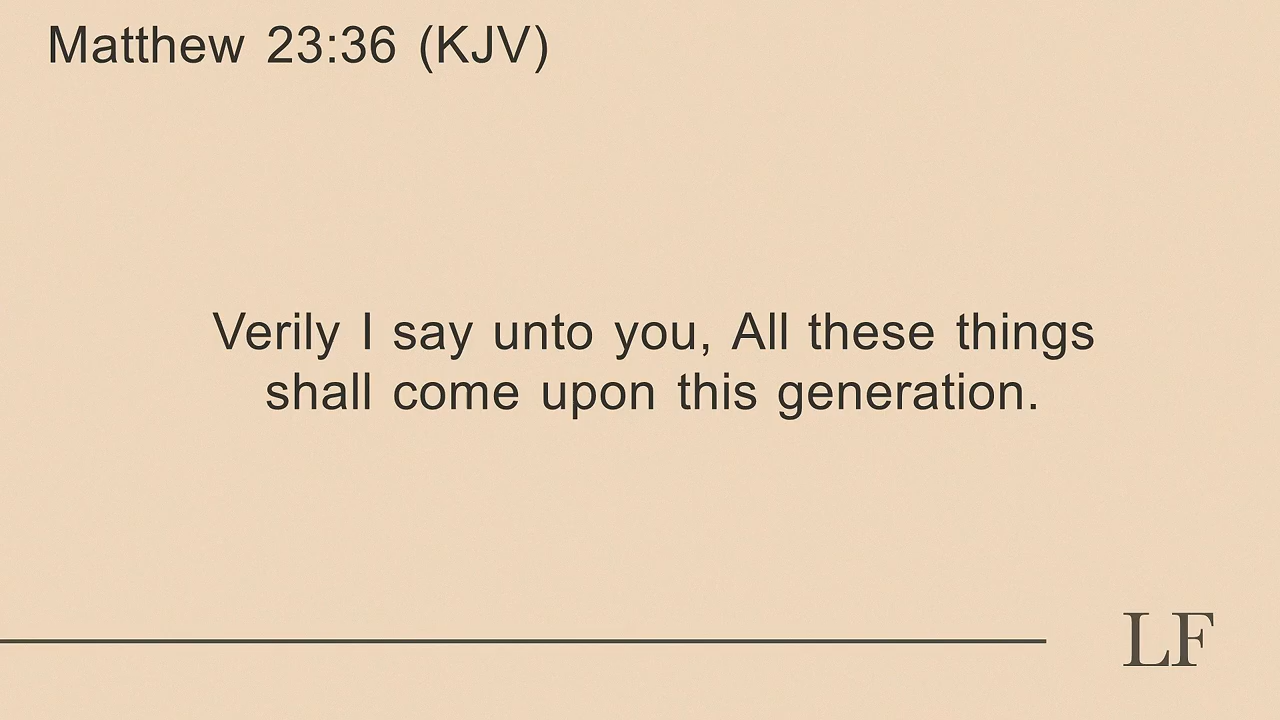 Matthew 23:36 (KJV)
Verily I say unto you, All these things
shall come upon this generation.
LF